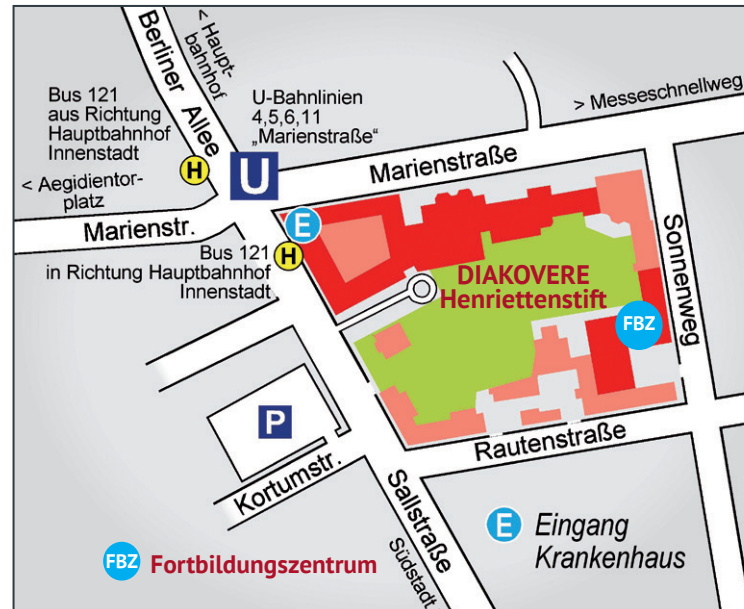 Berliner Allee
< Haupt-
bahnhof
Bus 121
aus Richtung
Hauptbahnhof
Innenstadt
H
< Aegidientor-
platz
U-Bahnlinien
4,5,6,11
„Marienstraße“
U
> Messeschnellweg
Marienstraße
Marienstr.
E
H
Bus 121
in Richtung Hauptbahnhof
Innenstadt
DIAKOVERE
Henriettenstift
FBZ
Sonnenweg
P
Kortumstr.
Sallstraße
Südstadt
Rautenstraße
E Eingang
Krankenhaus
FBZ Fortbildungszentrum